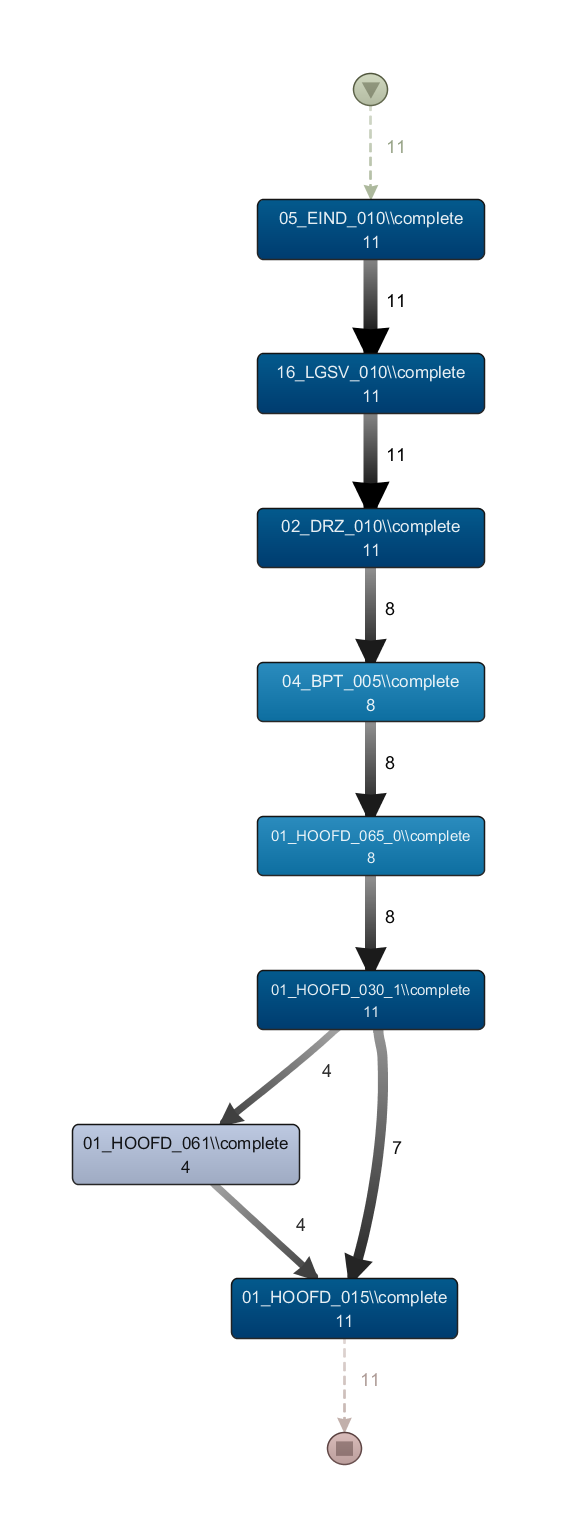 11
05_EIND_010\\complete
11
11
16_LGSV_010\\complete
11
11
02_DRZ_010\\complete
11
8
04_BPT_005\\complete
8
8
01_HOOFD_065_0\\complete
8
8
01_HOOFD_030_1\\complete
11
4
7
01_HOOFD_061\\complete
4
4
01_HOOFD_015\\complete
11
11